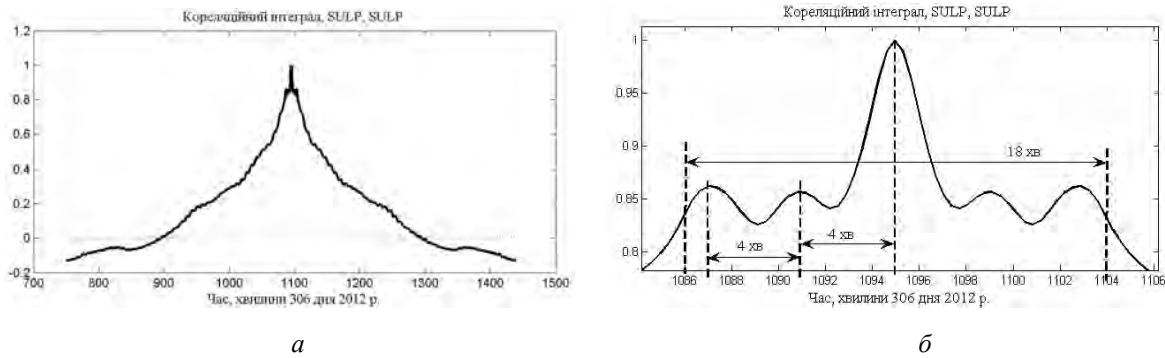 Кореляційний інтеграл, SULP, SULP
1.2
1
0.8
0.6
0.4
0.2
0
-0.2
700 800 900 1000 1100 1200 1300 1400 1500
Час, хвилини 306 дня 2012 р.
а
Кореляційний інтеграл, SULP, SULP
1
0.95
0.9
0.85
0.8
18 хв
4 хв
4 хв
1086 1088 1090 1092 1094 1096 1098 1100 1102 1104 1106
Час, хвилини 306 дня 2012 р.
б